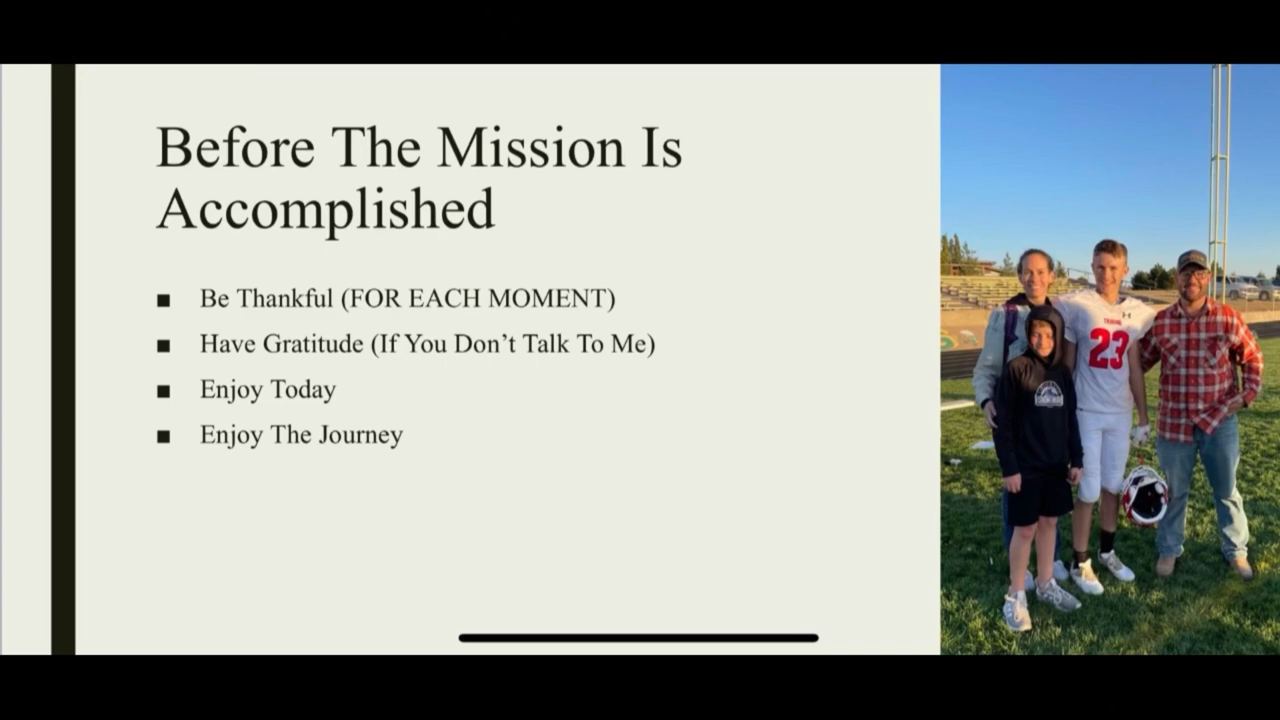 Before The Mission Is
Accomplished
■ Be Thankful (FOR EACH MOMENT)
■ Have Gratitude (If You Don’t Talk To Me)
■ Enjoy Today
■ Enjoy The Journey
23